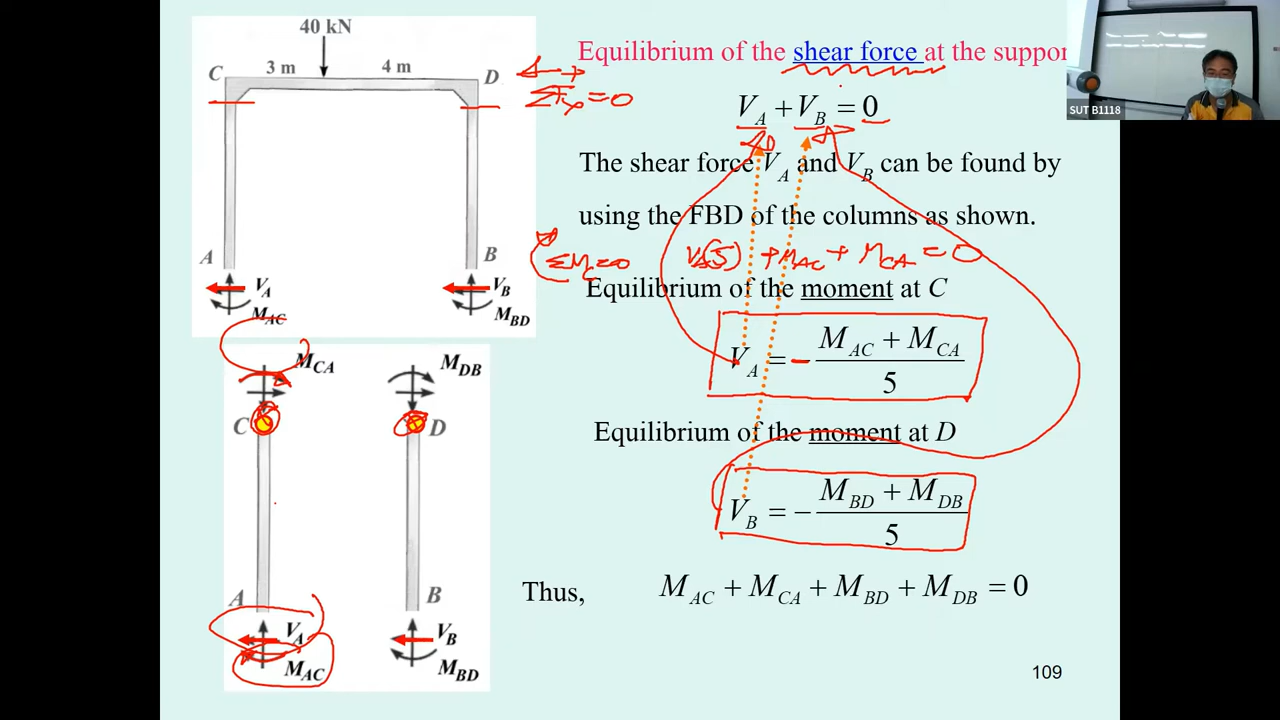 40 kN
C 3 m 4 m D
ΣFx = 0
A B
V_A V_B
M_AC M_BD
M_CA M_DB
C D
A B
V_A V_B
M_AC M_BD
Equilibrium of the shear force at the suppor
V_A + V_B = 0
The shear force V_A and V_B can be found by
using the FBD of the columns as shown.
ΣM_C = 0 V_A(5) + M_AC + M_CA = 0
Equilibrium of the moment at C
V_A = - (M_AC + M_CA) / 5
Equilibrium of the moment at D
V_B = - (M_BD + M_DB) / 5
Thus, M_AC + M_CA + M_BD + M_DB = 0
109
SUT B1118